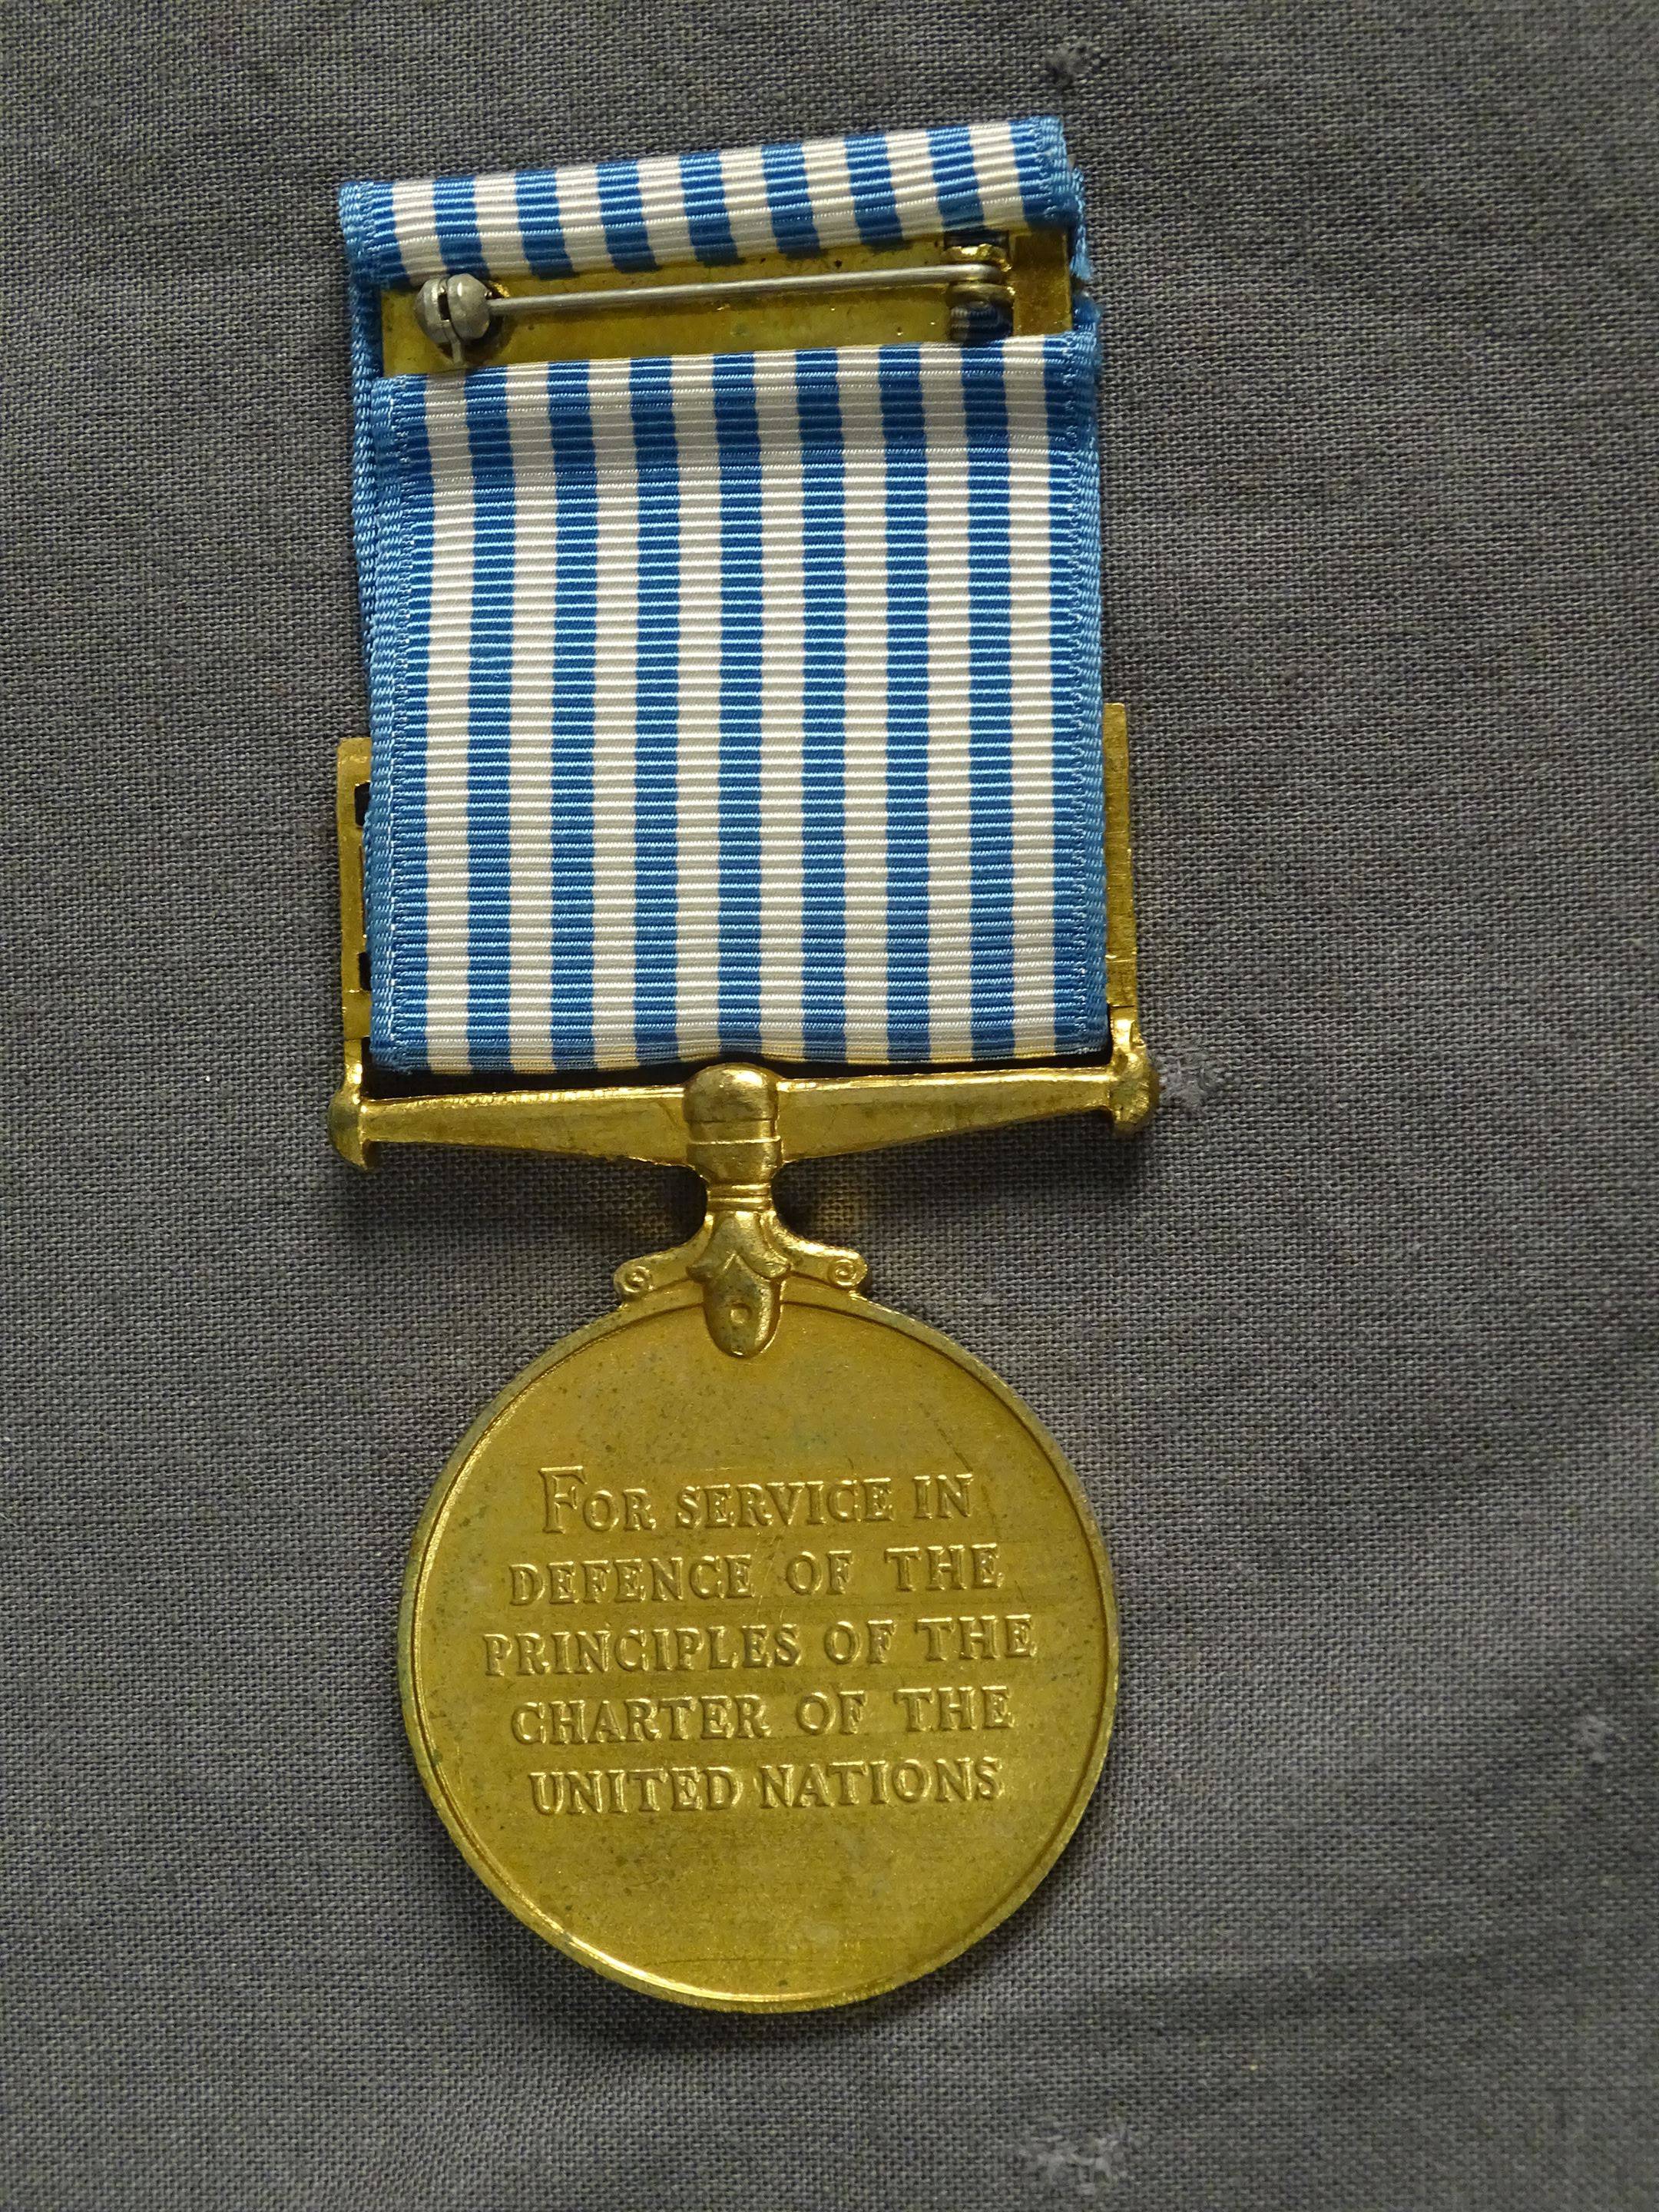 FOR SERVICE IN
DEFENCE OF THE
PRINCIPLES OF THE
CHARTER OF THE
UNITED NATIONS